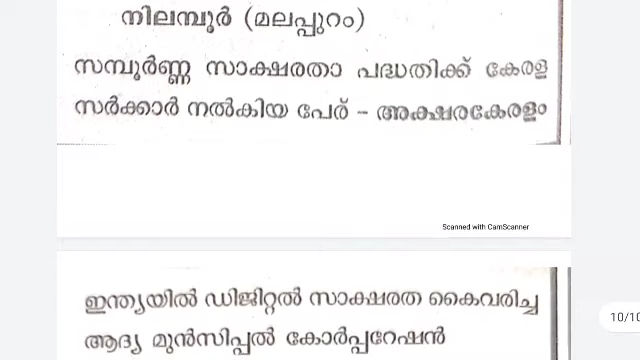 നിലമ്പൂർ (മലപ്പുറം)
സമ്പൂർണ്ണ സാക്ഷരതാ പദ്ധതിക്ക് കേരള
സർക്കാർ നൽകിയ പേര് - അക്ഷരകേരളം
Scanned with CamScanner
ഇന്ത്യയിൽ ഡിജിറ്റൽ സാക്ഷരത കൈവരിച്ച
10/10
ആദ്യ മുൻസിപ്പൽ കോർപ്പറേഷൻ